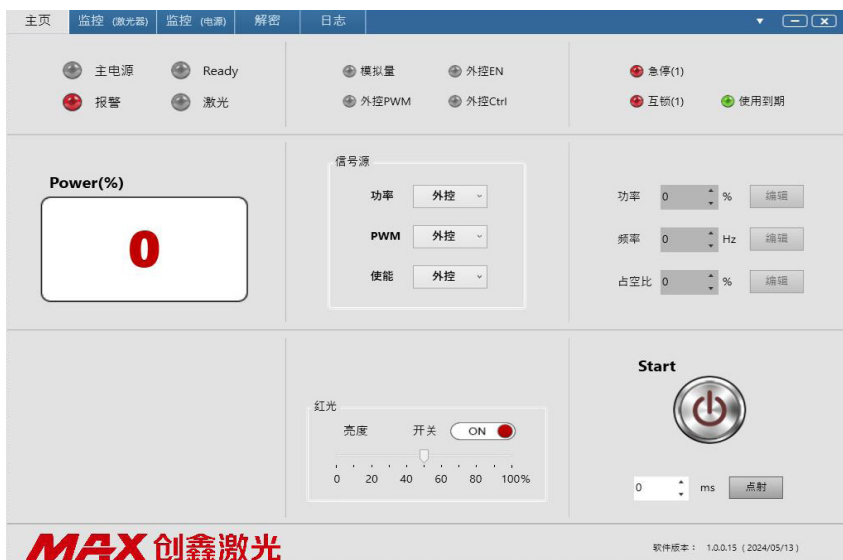 主页 监控 (激光器) 监控 (电源) 解密 日志
主电源 Ready 模拟量 外控EN 急停(1)
报警 激光 外控PWM 外控Ctrl 互锁(1) 使用到期
Power(%)
0
信号源
功率 外控
PWM 外控
使能 外控
功率 0 % 编辑
频率 0 Hz 编辑
占空比 0 % 编辑
红光
亮度 开关 ON
0 20 40 60 80 100%
Start
0 ms 点射
MAX创鑫激光
软件版本： 1.0.0.15 ( 2024/05/13 )